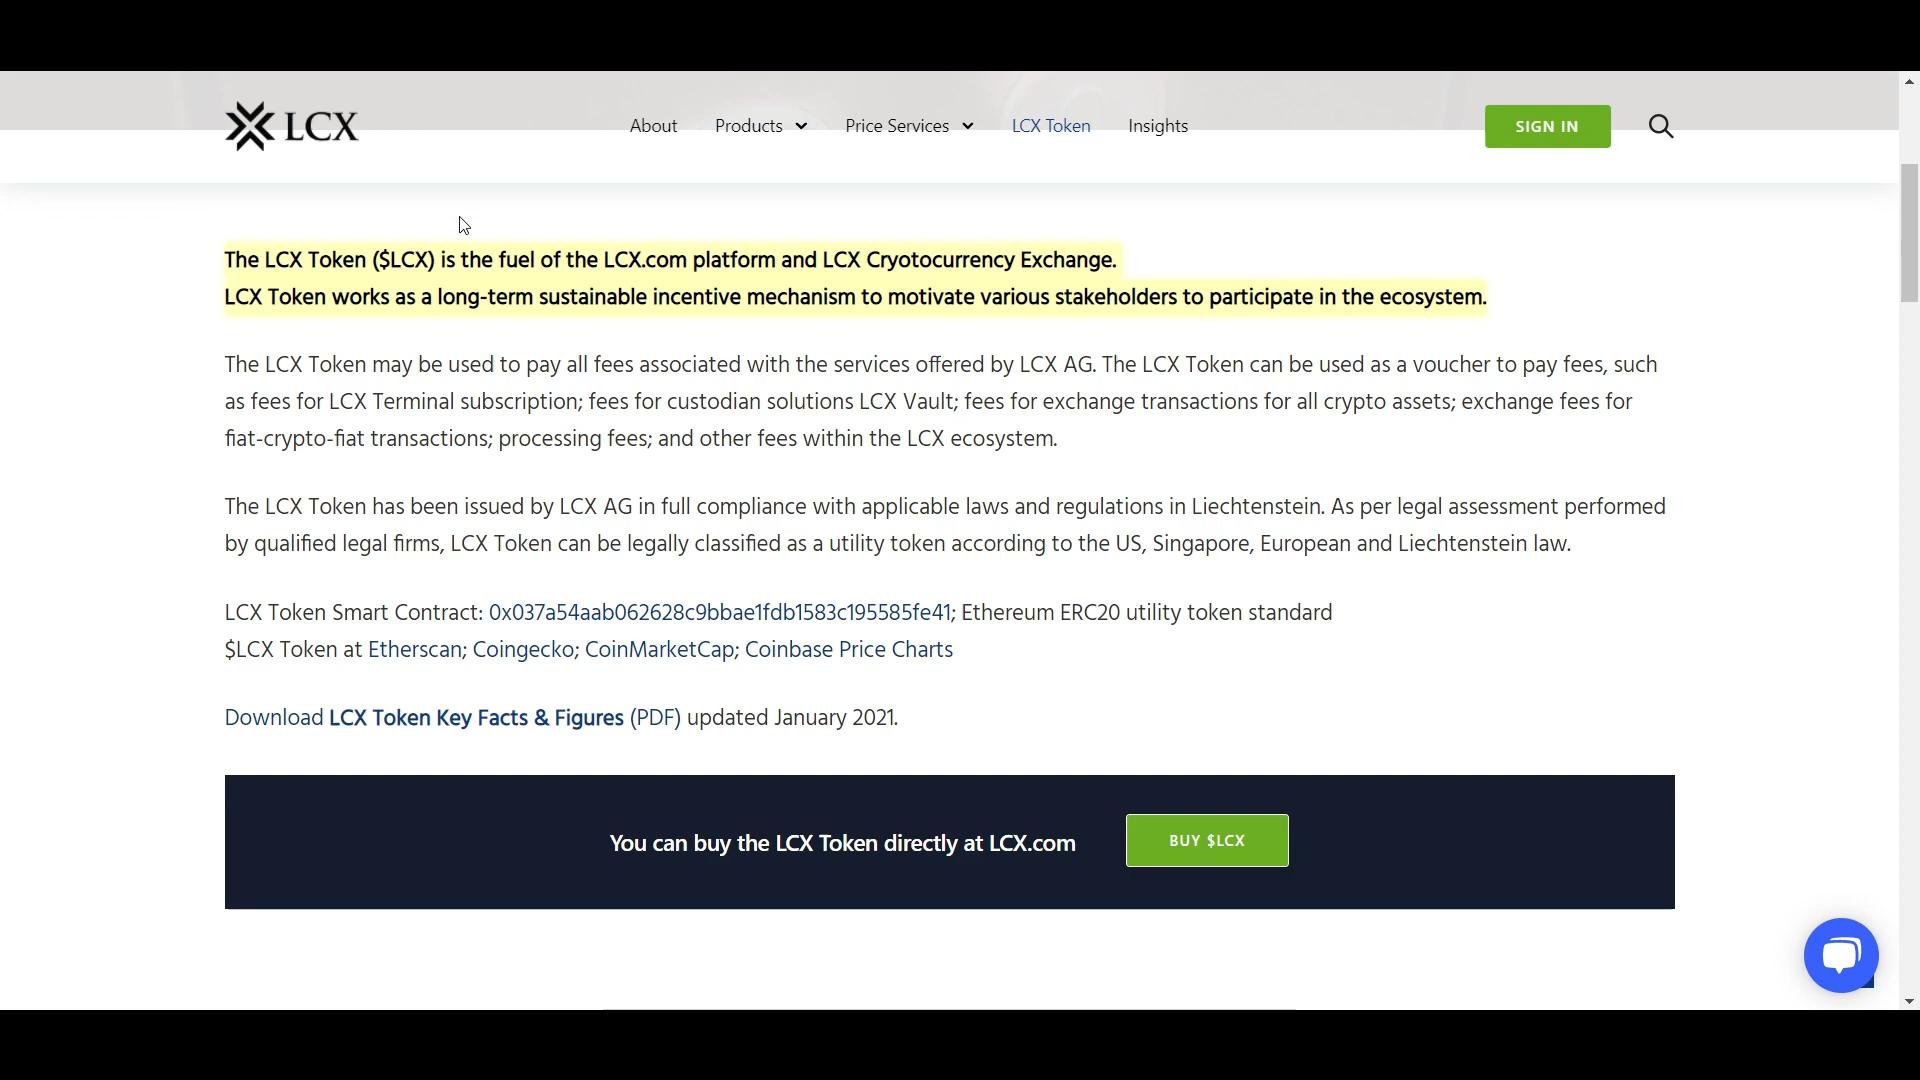 LCX
About Products Price Services LCX Token Insights SIGN IN
The LCX Token ($LCX) is the fuel of the LCX.com platform and LCX Cryotocurrency Exchange.
LCX Token works as a long-term sustainable incentive mechanism to motivate various stakeholders to participate in the ecosystem.
The LCX Token may be used to pay all fees associated with the services offered by LCX AG. The LCX Token can be used as a voucher to pay fees, such
as fees for LCX Terminal subscription; fees for custodian solutions LCX Vault; fees for exchange transactions for all crypto assets; exchange fees for
fiat-crypto-fiat transactions; processing fees; and other fees within the LCX ecosystem.
The LCX Token has been issued by LCX AG in full compliance with applicable laws and regulations in Liechtenstein. As per legal assessment performed
by qualified legal firms, LCX Token can be legally classified as a utility token according to the US, Singapore, European and Liechtenstein law.
LCX Token Smart Contract: 0x037a54aab062628c9bbae1fdb1583c195585fe41; Ethereum ERC20 utility token standard
$LCX Token at Etherscan; Coingecko; CoinMarketCap; Coinbase Price Charts
Download LCX Token Key Facts & Figures (PDF) updated January 2021.
You can buy the LCX Token directly at LCX.com BUY $LCX